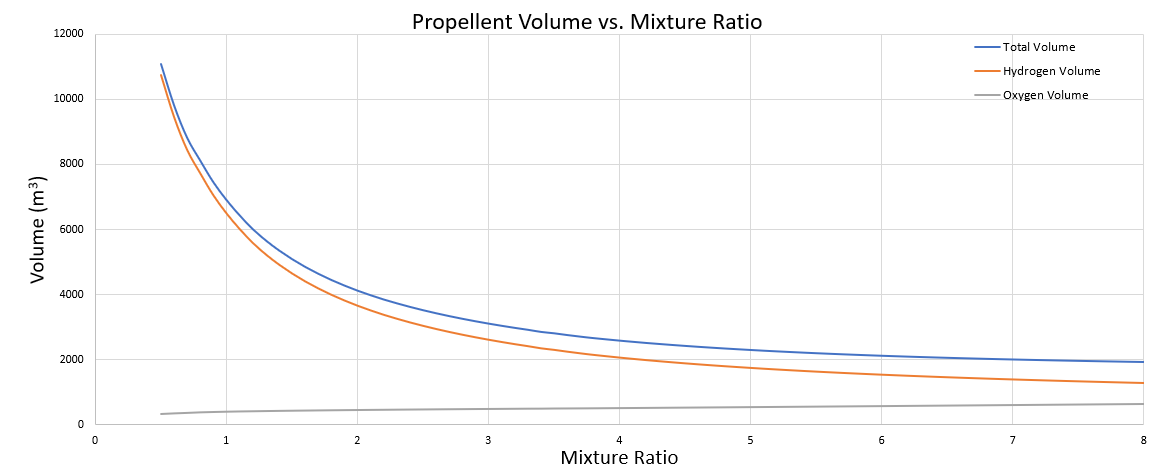 Propellent Volume vs. Mixture Ratio
12000
10000
8000
6000
4000
2000
0
Volume (m³)
Total Volume
Hydrogen Volume
Oxygen Volume
0 1 2 3 4 5 6 7 8
Mixture Ratio